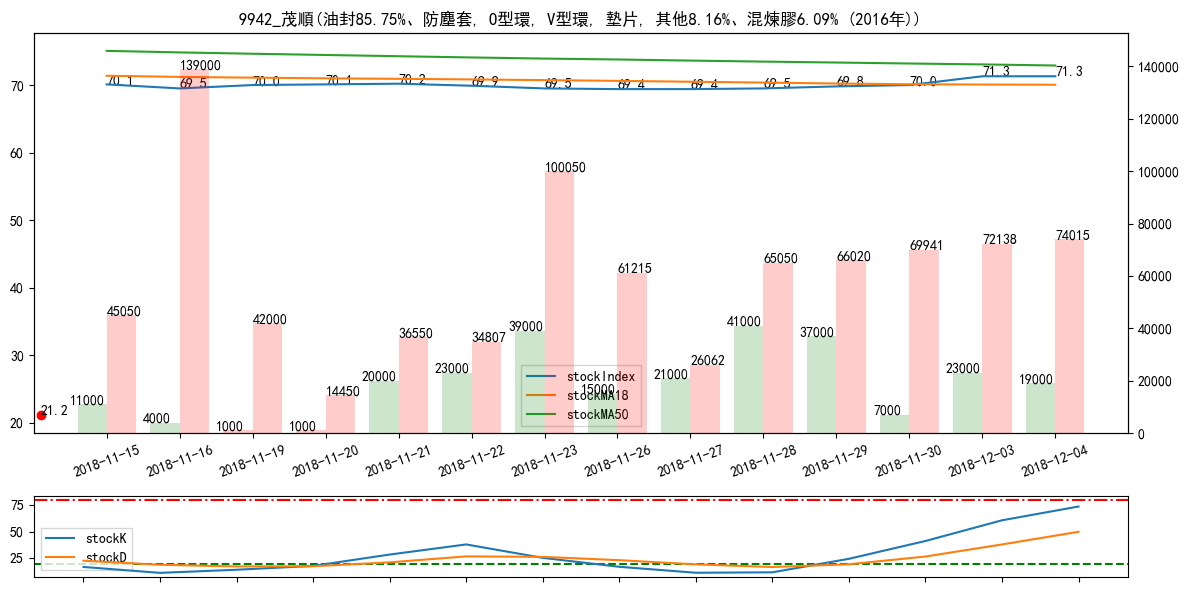 9942_茂順(油封85.75%、防塵套, O型環, V型環, 墊片, 其他8.16%、混煉膠6.09% (2016年))
70.1 69.5 70.0 70.1 70.2 69.9 69.5 69.4 69.4 69.5 69.8 70.0 71.3 71.3
139000
100050
45050 42000 14450 36550 34807 61215 26062 65050 66020 69941 72138 74015
11000 4000 1000 1000 20000 23000 39000 15000 21000 41000 37000 7000 23000 19000
21.2
70
60
50
40
30
20
140000
120000
100000
80000
60000
40000
20000
0
stockIndex
stockMA18
stockMA50
2018-11-15 2018-11-16 2018-11-19 2018-11-20 2018-11-21 2018-11-22 2018-11-23 2018-11-26 2018-11-27 2018-11-28 2018-11-29 2018-11-30 2018-12-03 2018-12-04
75
50
25
stockK
stockD